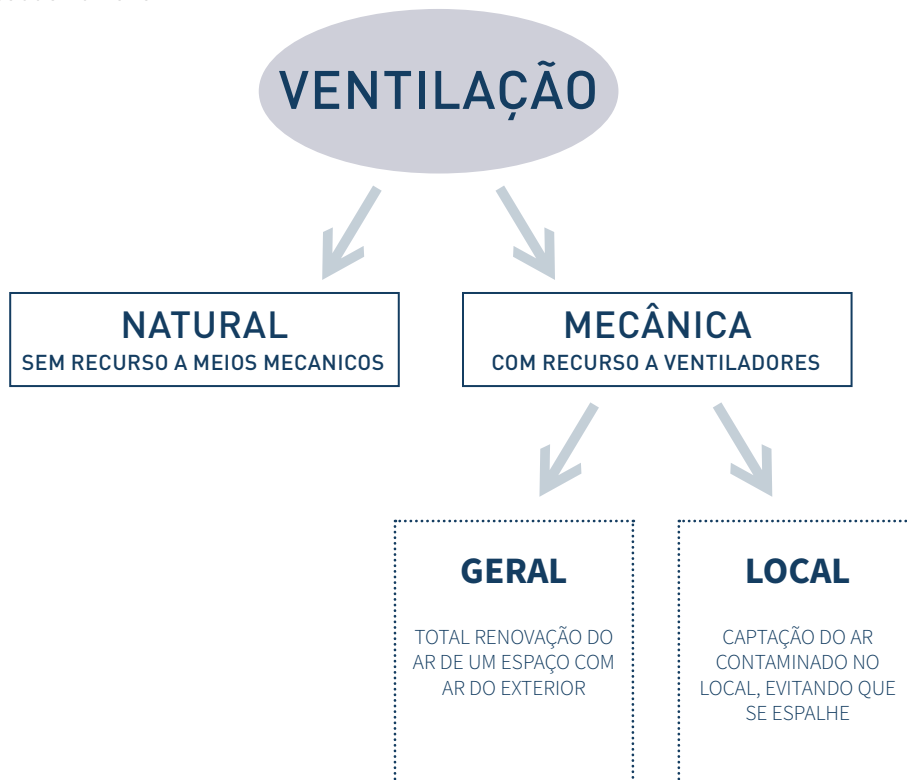 VENTILAÇÃO
NATURAL
SEM RECURSO A MEIOS MECANICOS
MECÂNICA
COM RECURSO A VENTILADORES
GERAL
TOTAL RENOVAÇÃO DO
AR DE UM ESPAÇO COM
AR DO EXTERIOR
LOCAL
CAPTAÇÃO DO AR
CONTAMINADO NO
LOCAL, EVITANDO QUE
SE ESPALHE